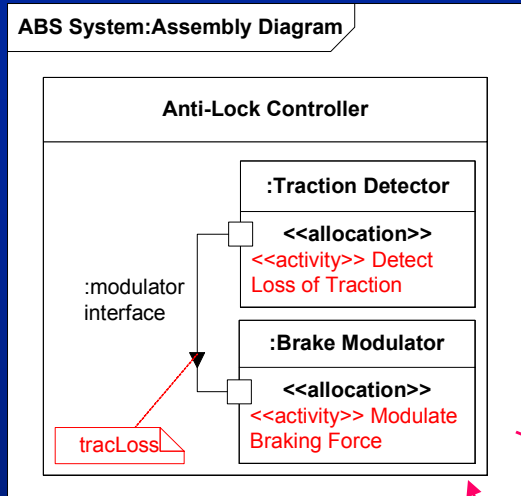 ABS System:Assembly Diagram
Anti-Lock Controller
:Traction Detector
<<allocation>>
<<activity>> Detect
Loss of Traction
:modulator
interface
:Brake Modulator
<<allocation>>
<<activity>> Modulate
Braking Force
tracLoss